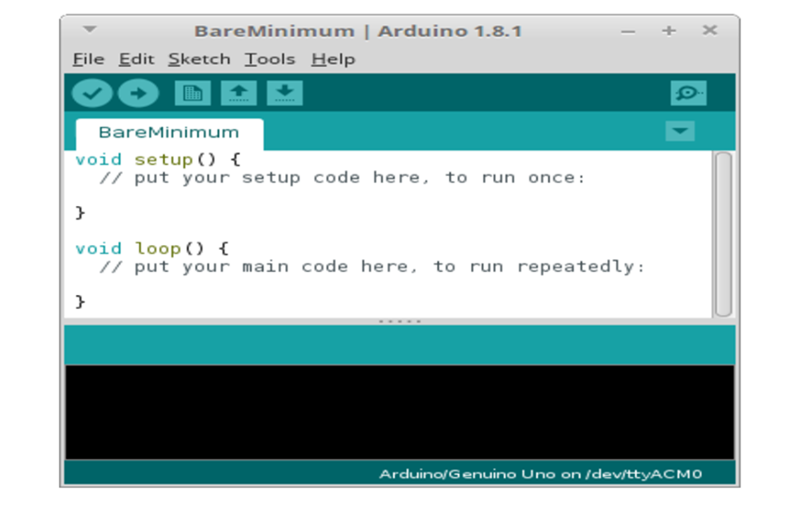 BareMinimum | Arduino 1.8.1
File Edit Sketch Tools Help
BareMinimum
void setup() {
  // put your setup code here, to run once:
}
void loop() {
  // put your main code here, to run repeatedly:
}
Arduino/Genuino Uno on /dev/ttyACM0